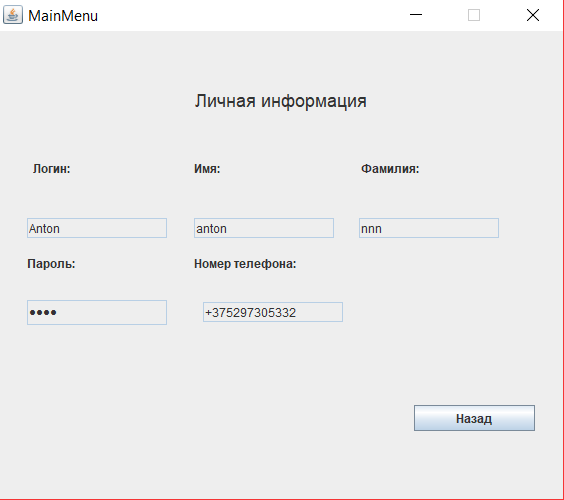 MainMenu
Личная информация
Логин: Имя: Фамилия:
Anton anton nnn
Пароль: Номер телефона:
●●●● +375297305332
Назад